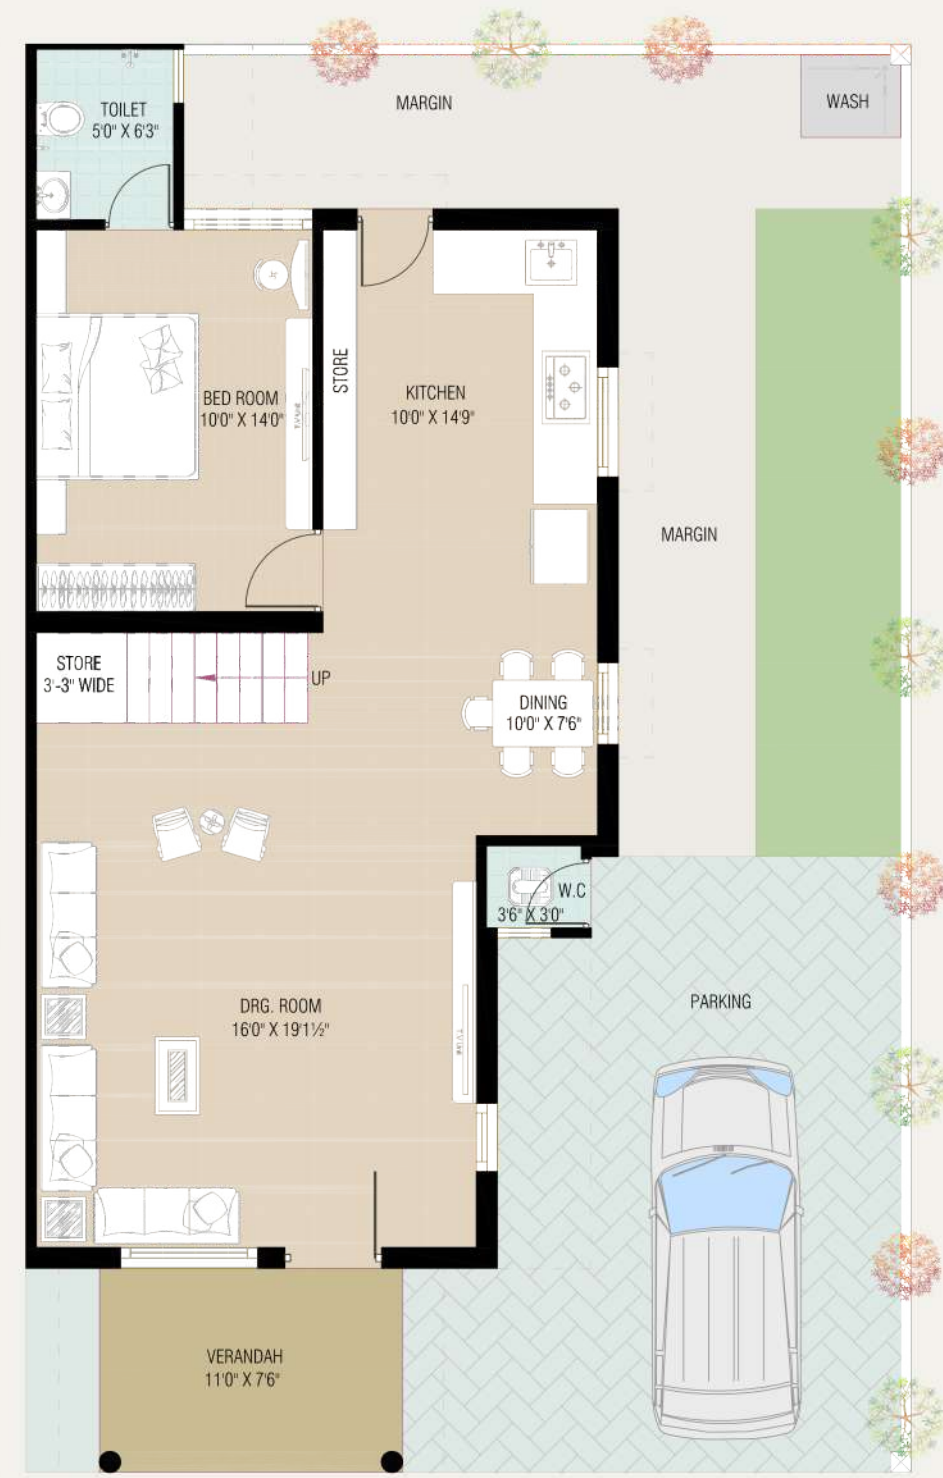 TOILET
5'0" X 6'3"
MARGIN
WASH
STORE
BED ROOM
10'0" X 14'0"
T.V Unit
KITCHEN
10'0" X 14'9"
MARGIN
STORE
3'-3" WIDE
UP
DINING
10'0" X 7'6"
W.C
3'6" X 3'0"
DRG. ROOM
16'0" X 19'1½"
T.V Unit
PARKING
VERANDAH
11'0" X 7'6"